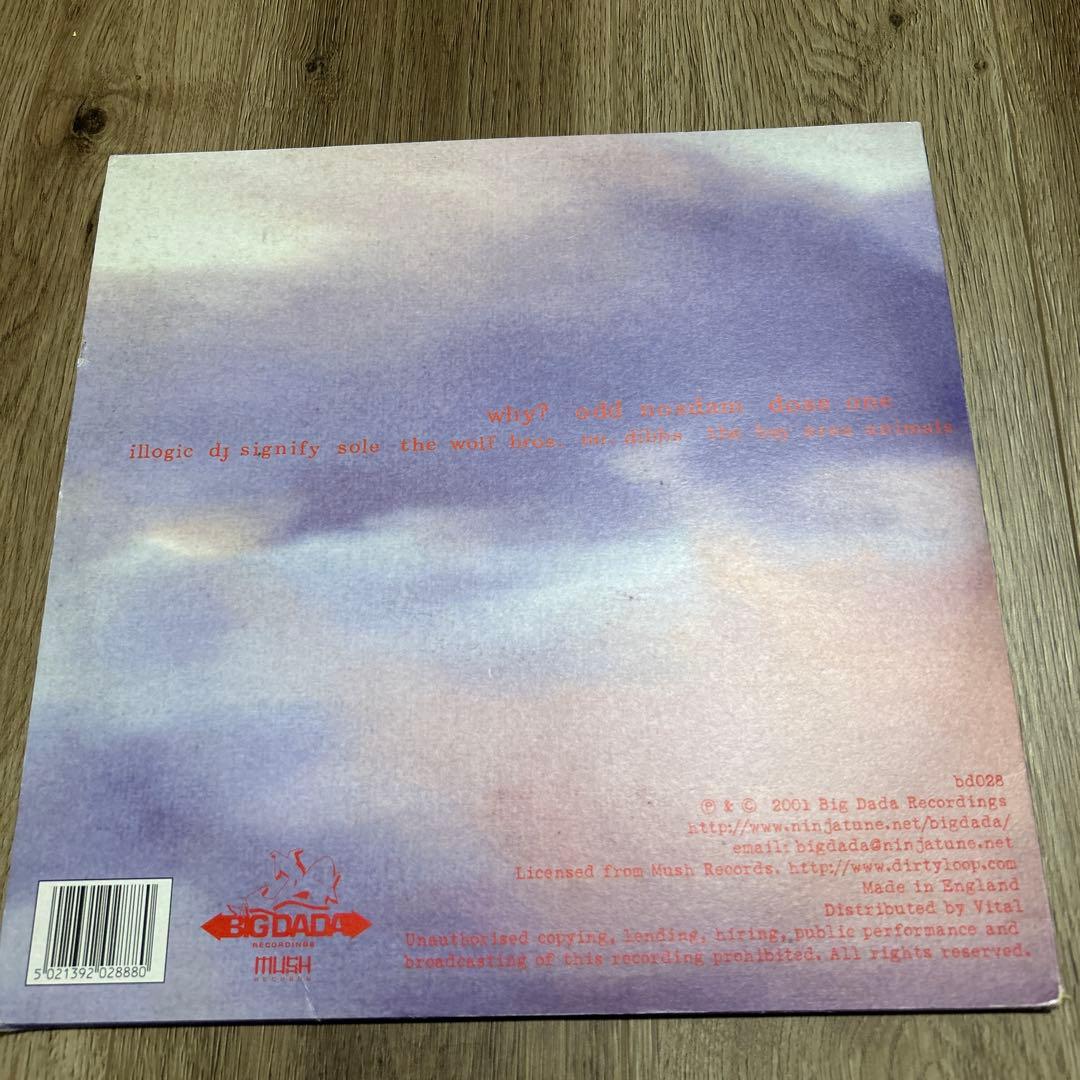 why? odd nosdam dose one
illogic dj signify sole the wolf bros. mr. dibbs the bay area animals
bd028
℗ & © 2001 Big Dada Recordings
http://www.ninjatune.net/bigdada/
email: bigdada@ninjatune.net
Licensed from Mush Records. http://www.dirtyloop.com
Made in England
Distributed by Vital
Unauthorised copying, lending, hiring, public performance and
broadcasting of this recording prohibited. All rights reserved.
BIG DADA
RECORDINGS
MUSH
RECORDS
5 021392 028880